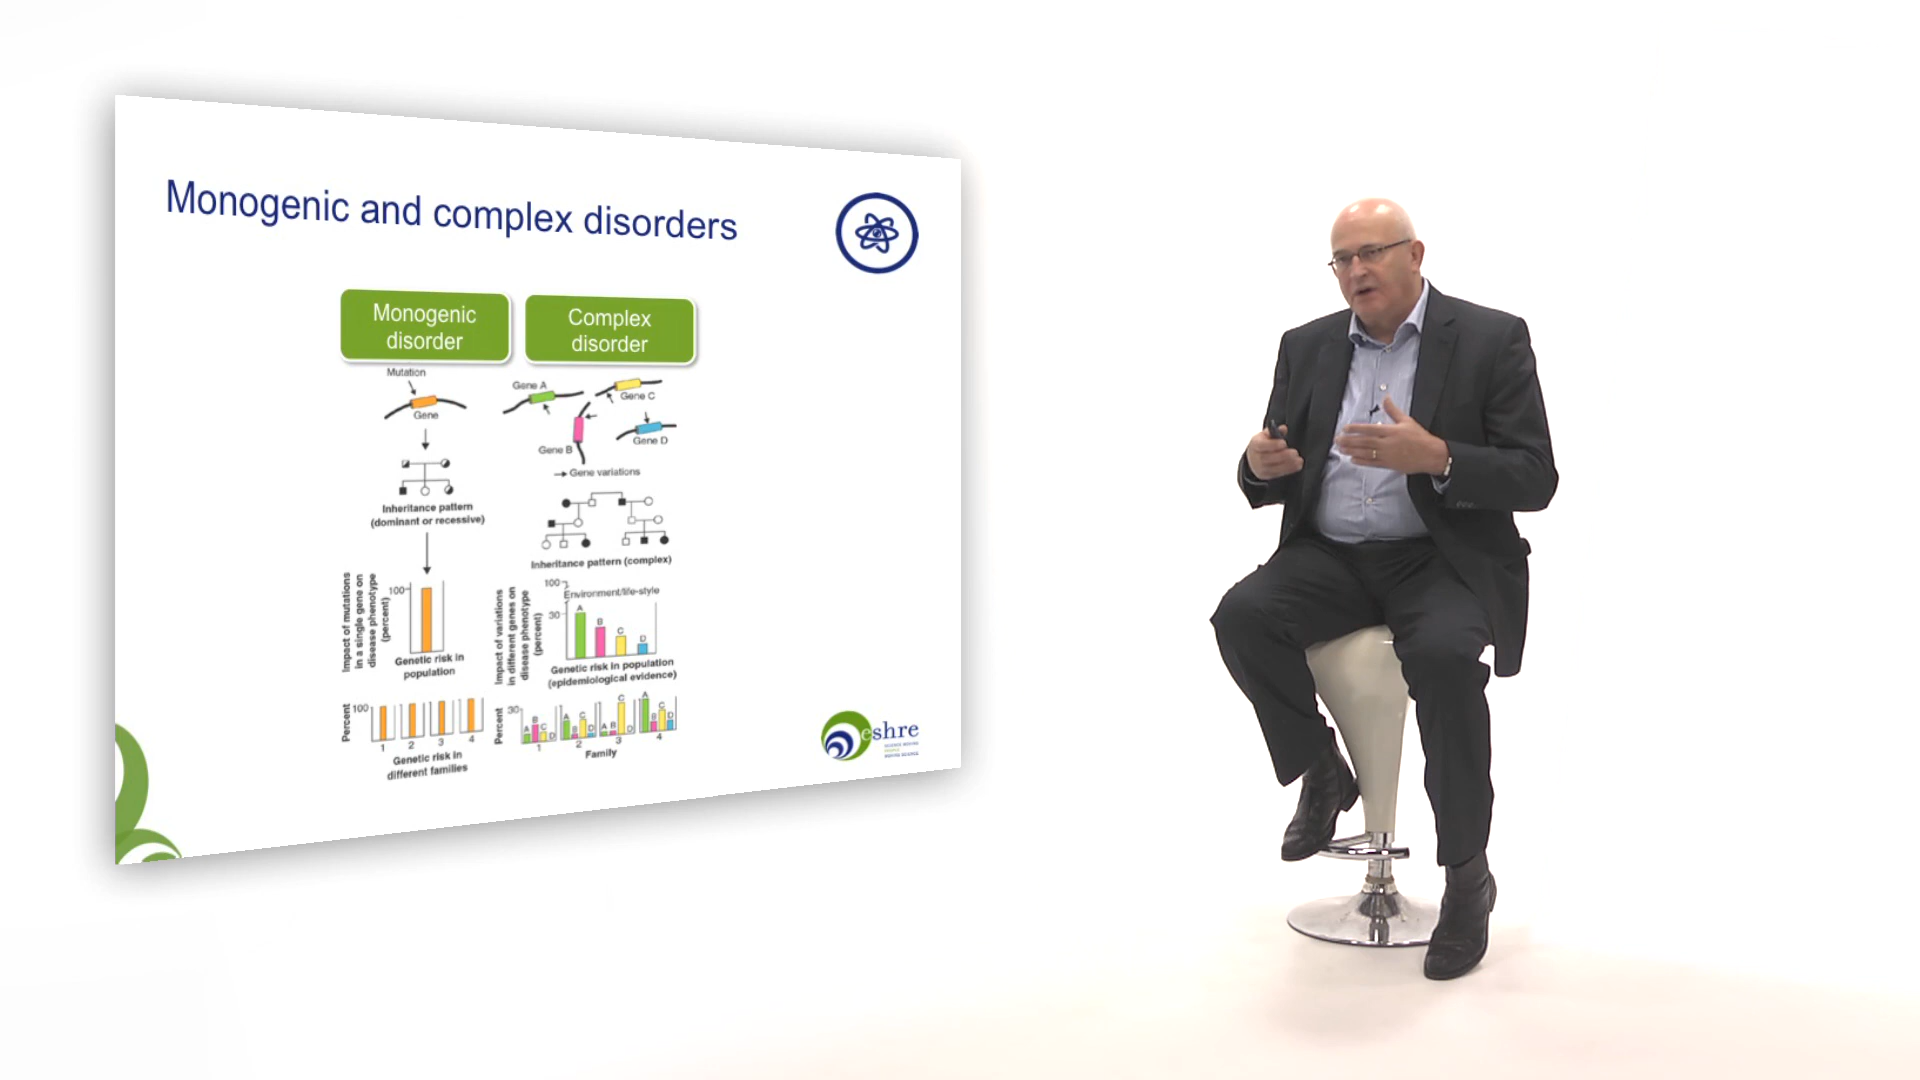 Monogenic and complex disorders
Monogenic
disorder
Complex
disorder
Mutation
Gene
Inheritance pattern
(dominant or recessive)
Impact of mutations
in a single gene on
disease phenotype
(percent)
100
Genetic risk in
population
Percent
100
1 2 3 4
Genetic risk in
different families
Gene A
Gene C
Gene B
Gene D
Gene variations
Inheritance pattern (complex)
Impact of variations
in different genes on
disease phenotype
(percent)
100
Environment/life-style
30
A
B
C
D
Genetic risk in population
(epidemiological evidence)
Percent
30
A B C D
A B C D
A B C D
A B C D
1 2 3 4
Family
eshre